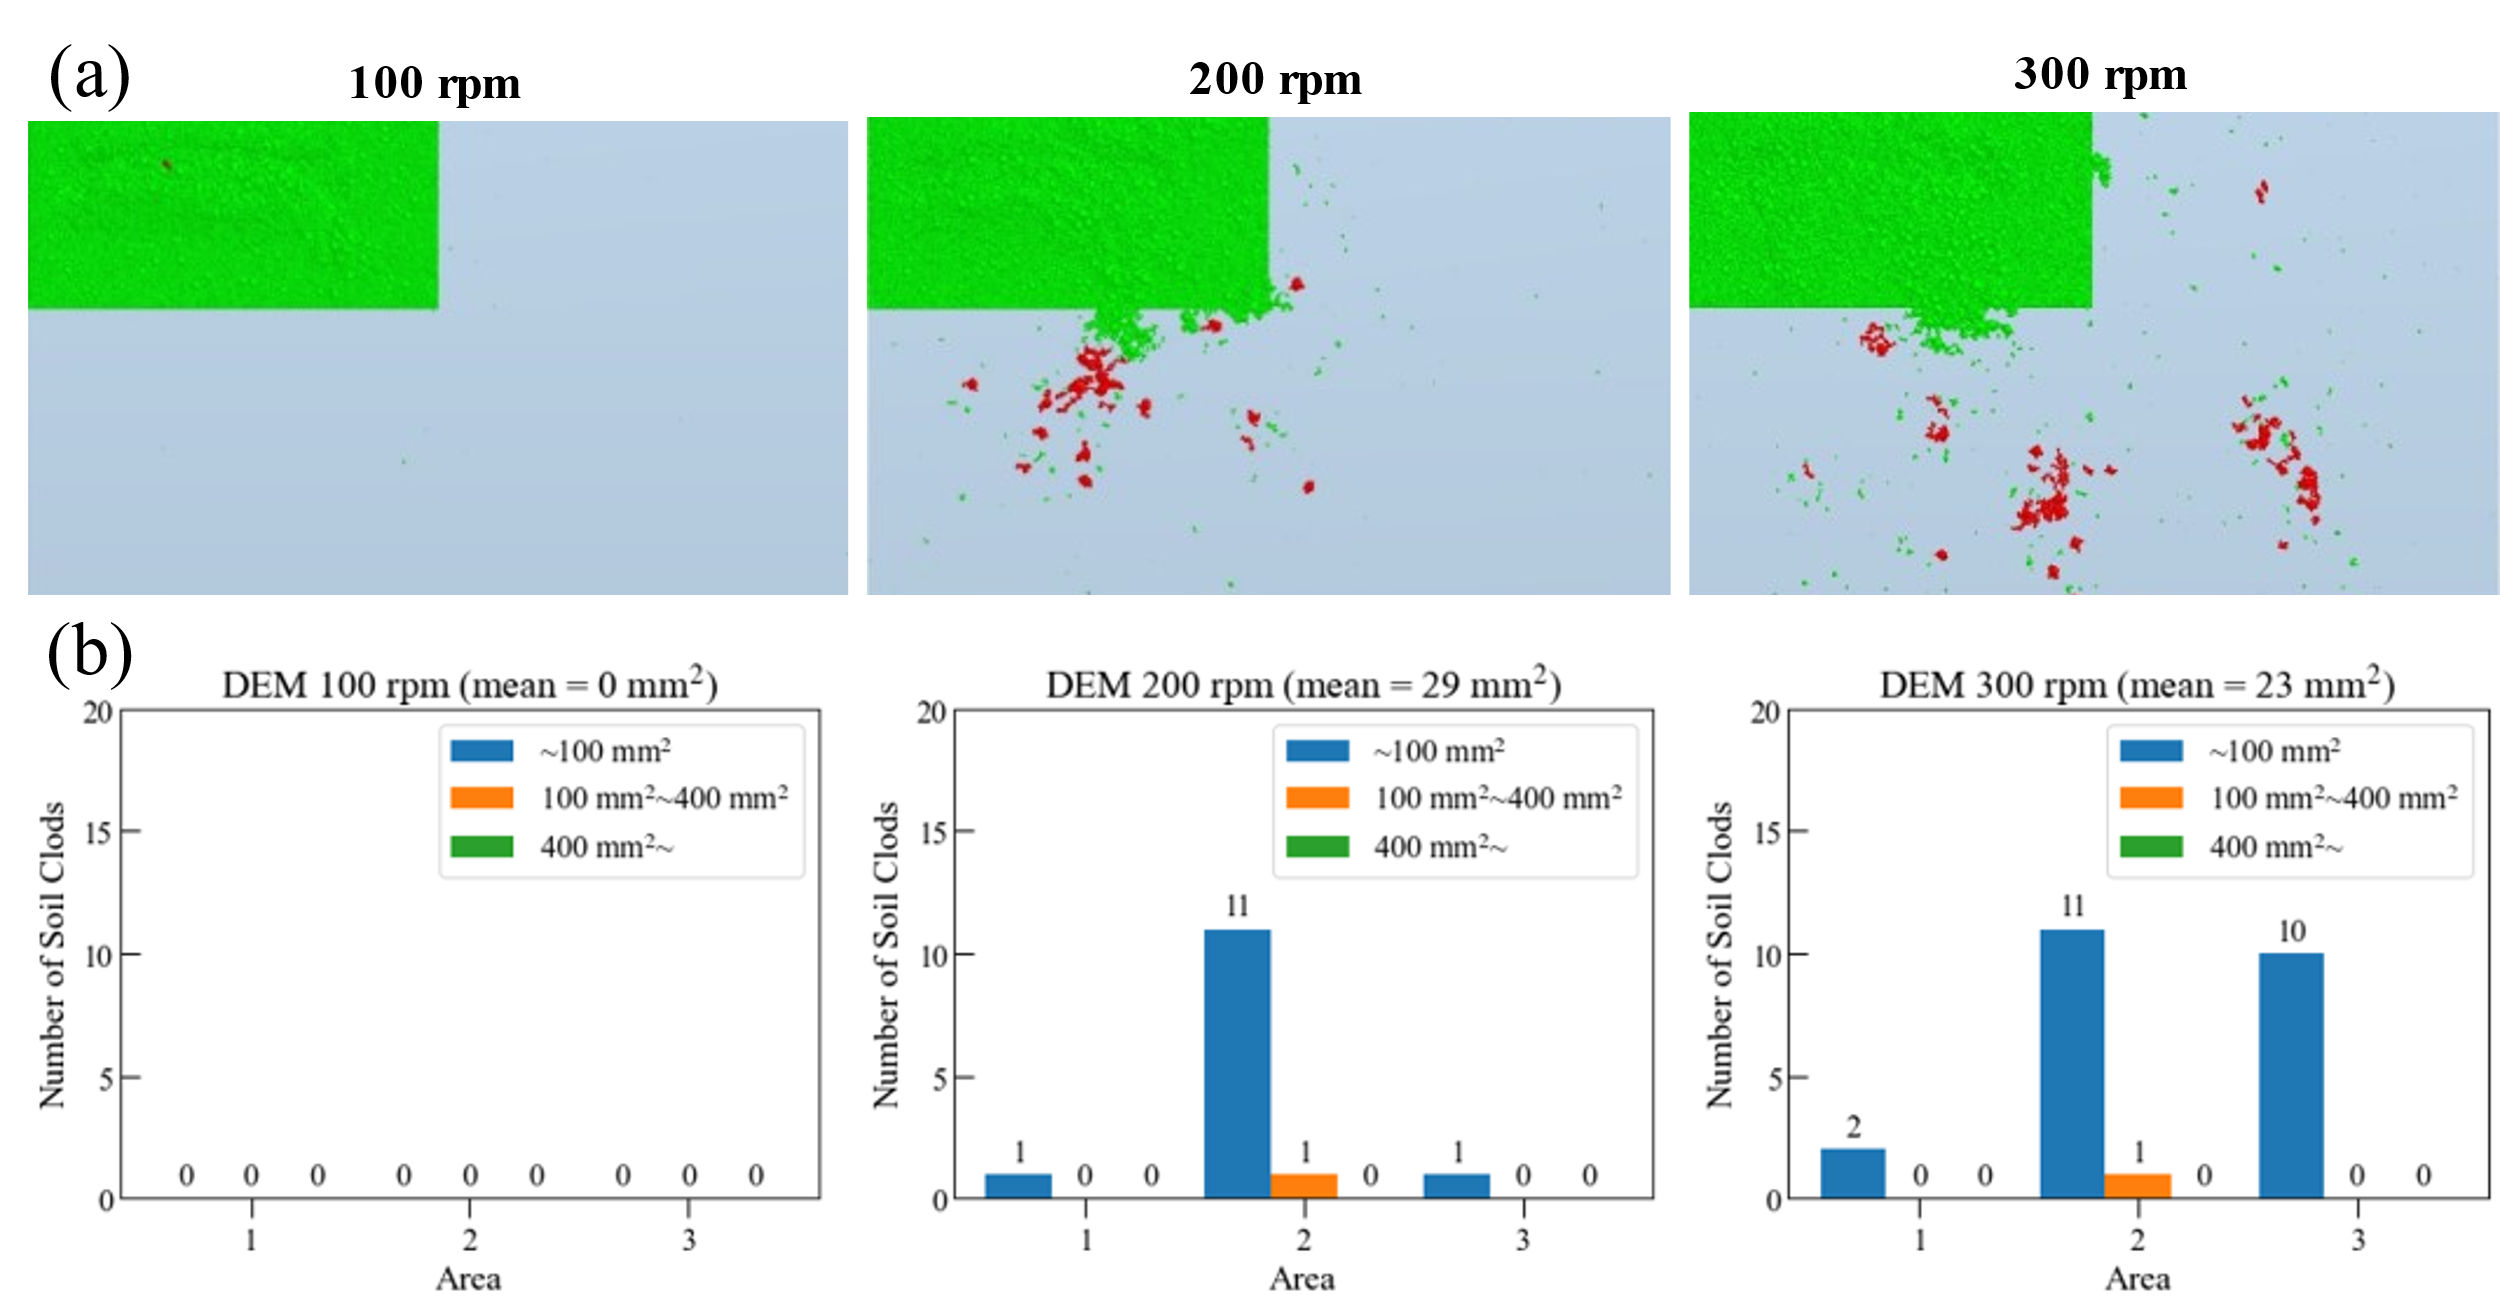 (a)
100 rpm
200 rpm
300 rpm
(b)
DEM 100 rpm (mean = 0 mm²)
Number of Soil Clods
20
15
10
5
0
~100 mm²
100 mm²~400 mm²
400 mm²~
0 0 0 0 0 0 0 0 0
1 2 3
Area
DEM 200 rpm (mean = 29 mm²)
Number of Soil Clods
20
15
10
5
0
~100 mm²
100 mm²~400 mm²
400 mm²~
1 0 0 11 1 0 1 0 0
1 2 3
Area
DEM 300 rpm (mean = 23 mm²)
Number of Soil Clods
20
15
10
5
0
~100 mm²
100 mm²~400 mm²
400 mm²~
2 0 0 11 1 0 10 0 0
1 2 3
Area